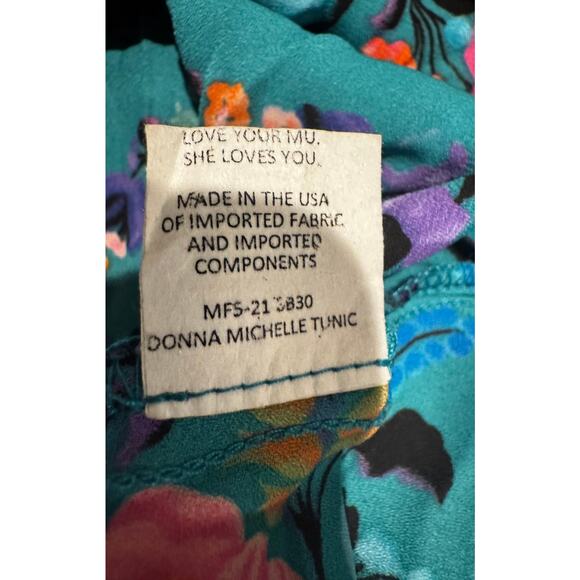 LOVE YOUR MU.
SHE LOVES YOU.
MADE IN THE USA
OF IMPORTED FABRIC
AND IMPORTED
COMPONENTS
DONNA MICHELLE TUNIC